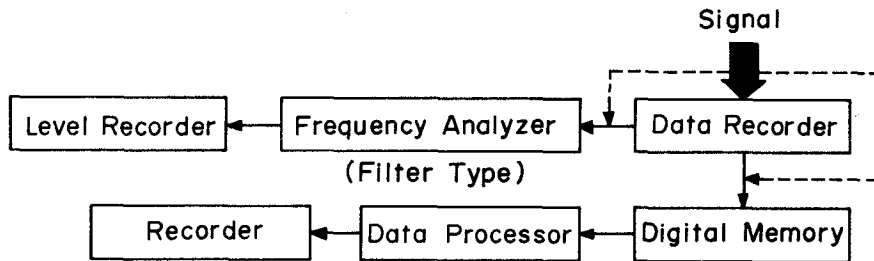 Signal
Level Recorder
Frequency Analyzer
Data Recorder
(Filter Type)
Recorder
Data Processor
Digital Memory